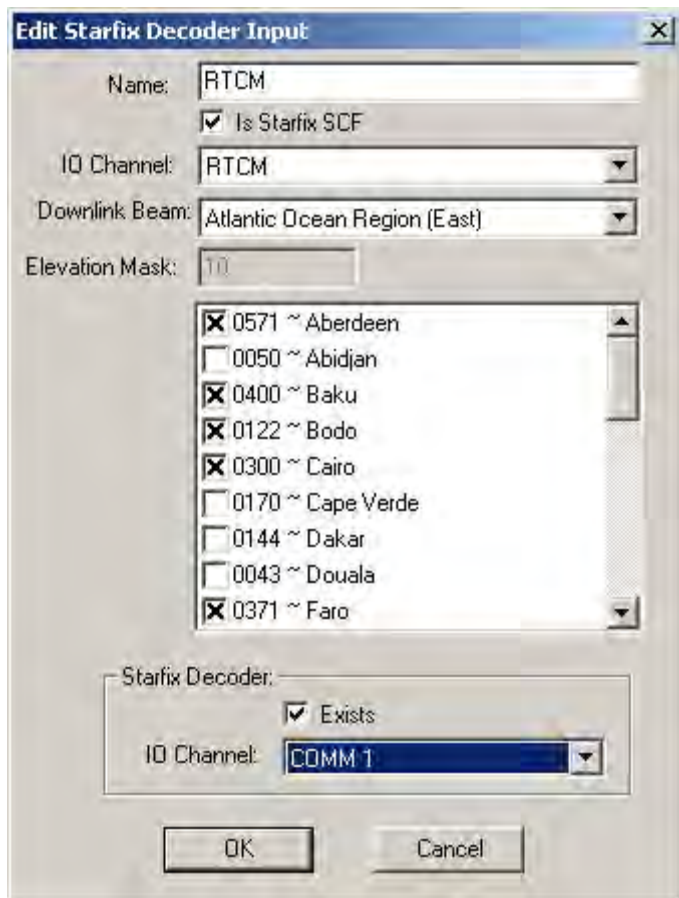 Edit Starfix Decoder Input
Name: RTCM
Is Starfix SCF
IO Channel: RTCM
Downlink Beam: Atlantic Ocean Region (East)
Elevation Mask: 10
0571 ~ Aberdeen
0050 ~ Abidjan
0400 ~ Baku
0122 ~ Bodo
0300 ~ Cairo
0170 ~ Cape Verde
0144 ~ Dakar
0043 ~ Douala
0371 ~ Faro
Starfix Decoder:
Exists
IO Channel: COMM 1
OK Cancel